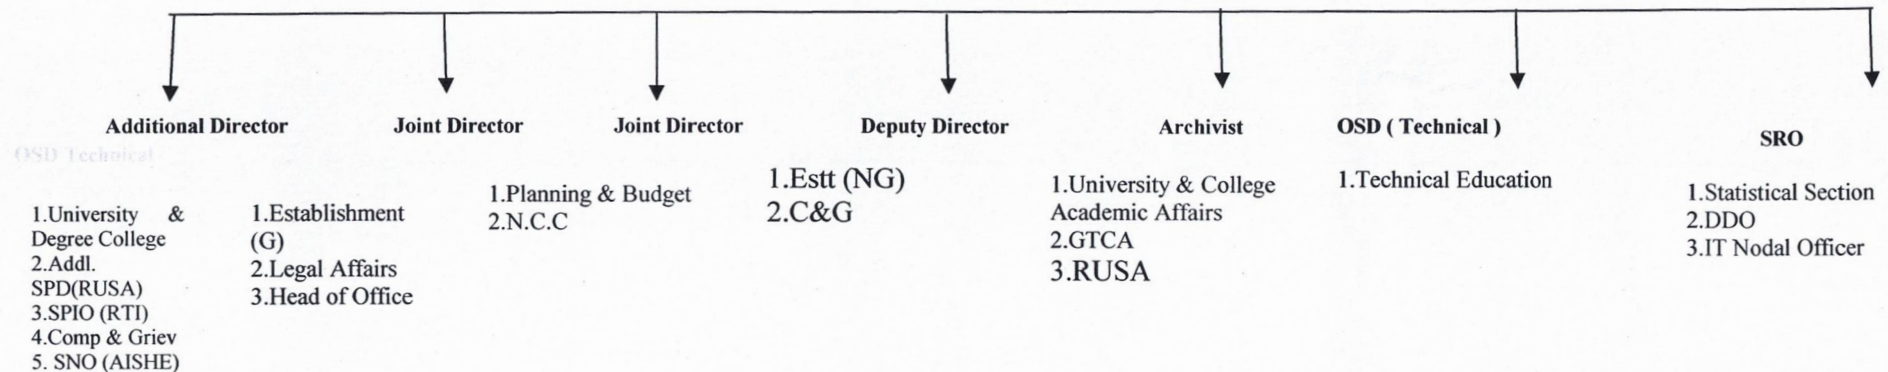 Additional Director
Joint Director
Joint Director
Deputy Director
Archivist
OSD ( Technical )
SRO
OSD Technical
1.University &
Degree College
2.Addl.
SPD(RUSA)
3.SPIO (RTI)
4.Comp & Griev
5. SNO (AISHE)
1.Establishment
(G)
2.Legal Affairs
3.Head of Office
1.Planning & Budget
2.N.C.C
1.Estt (NG)
2.C&G
1.University & College
Academic Affairs
2.GTCA
3.RUSA
1.Technical Education
1.Statistical Section
2.DDO
3.IT Nodal Officer